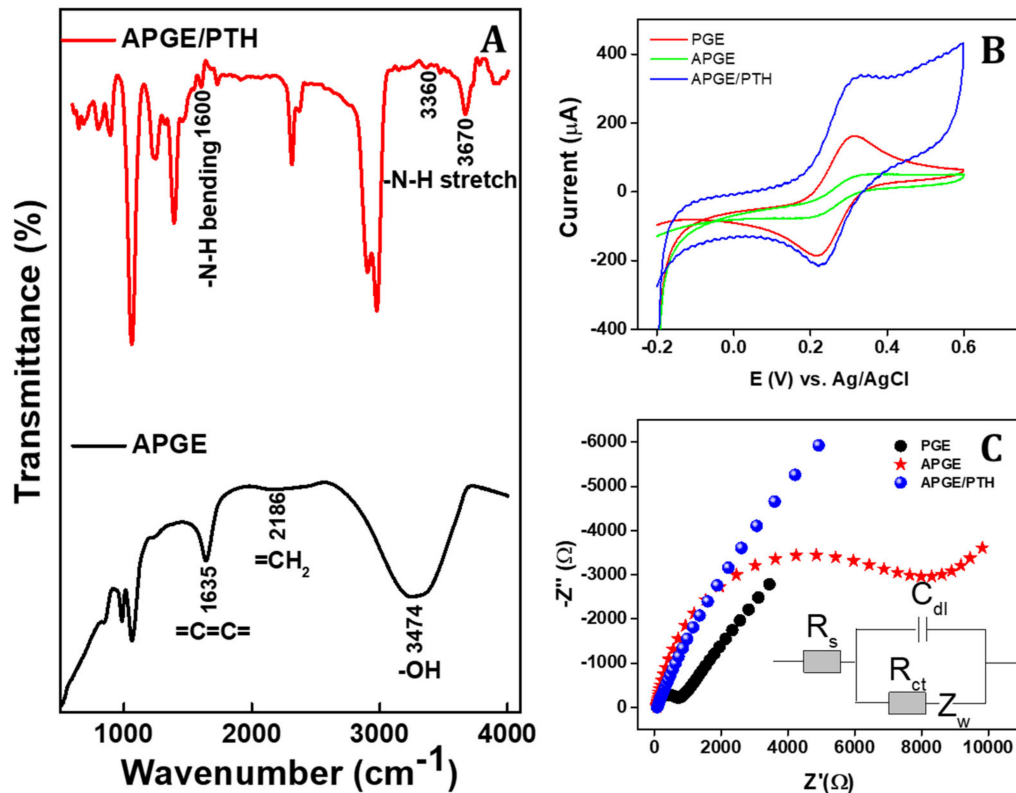 APGE/PTH
A
-N-H bending 1600
3360
3670
-N-H stretch
APGE
2186
=CH2
1635
=C=C=
3474
-OH
Transmittance (%)
1000 2000 3000 4000
Wavenumber (cm-1)
PGE
APGE
APGE/PTH
B
400
200
0
-200
-400
Current (μA)
-0.2 0.0 0.2 0.4 0.6
E (V) vs. Ag/AgCl
PGE
APGE
APGE/PTH
C
-6000
-5000
-4000
-3000
-2000
-1000
0
-Z'' (Ω)
Rs
Cdl
Rct
Zw
0 2000 4000 6000 8000 10000
Z'(Ω)